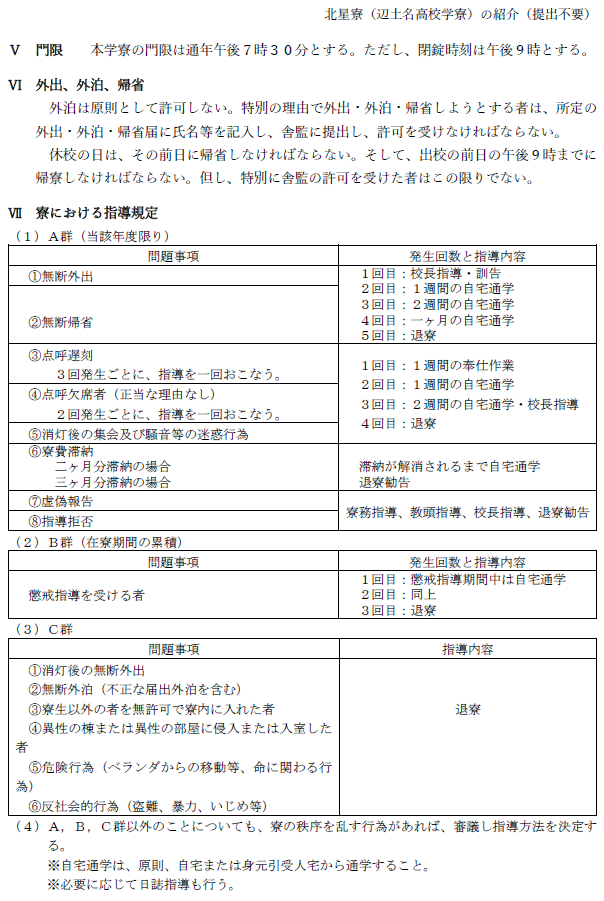 北星寮（辺土名高校学寮）の紹介（提出不要）
Ⅴ　門限　　本学寮の門限は通年午後７時３０分とする。ただし、閉錠時刻は午後９時とする。
Ⅵ　外出、外泊、帰省
外泊は原則として許可しない。特別の理由で外出・外泊・帰省しようとする者は、所定の
外出・外泊・帰省届に氏名等を記入し、舎監に提出し、許可を受けなければならない。
休校の日は、その前日に帰省しなければならない。そして、出校の前日の午後９時までに
帰寮しなければならない。但し、特別に舎監の許可を受けた者はこの限りでない。
Ⅶ　寮における指導規定
（１）Ａ群（当該年度限り）
問題事項　発生回数と指導内容
①無断外出
②無断帰省
１回目：校長指導・訓告
２回目：１週間の自宅通学
３回目：２週間の自宅通学
４回目：一ヶ月の自宅通学
５回目：退寮
③点呼遅刻
３回発生ごとに、指導を一回おこなう。
④点呼欠席者（正当な理由なし）
２回発生ごとに、指導を一回おこなう。
⑤消灯後の集会及び騒音等の迷惑行為
１回目：１週間の奉仕作業
２回目：１週間の自宅通学
３回目：２週間の自宅通学・校長指導
４回目：退寮
⑥寮費滞納
二ヶ月分滞納の場合　滞納が解消されるまで自宅通学
三ヶ月分滞納の場合　退寮勧告
⑦虚偽報告
⑧指導拒否
寮務指導、教頭指導、校長指導、退寮勧告
（２）Ｂ群（在寮期間の累積）
問題事項　発生回数と指導内容
懲戒指導を受ける者
１回目：懲戒指導期間中は自宅通学
２回目：同上
３回目：退寮
（３）Ｃ群
問題事項　指導内容
①消灯後の無断外出
②無断外泊（不正な届出外泊を含む）
③寮生以外の者を無許可で寮内に入れた者
④異性の棟または異性の部屋に侵入または入室した
者
⑤危険行為（ベランダからの移動等、命に関わる行
為）
⑥反社会的行為（盗難、暴力、いじめ等）
退寮
（４）Ａ，Ｂ，Ｃ群以外のことについても、寮の秩序を乱す行為があれば、審議し指導方法を決定す
る。
※自宅通学は、原則、自宅または身元引受人宅から通学すること。
※必要に応じて日誌指導も行う。